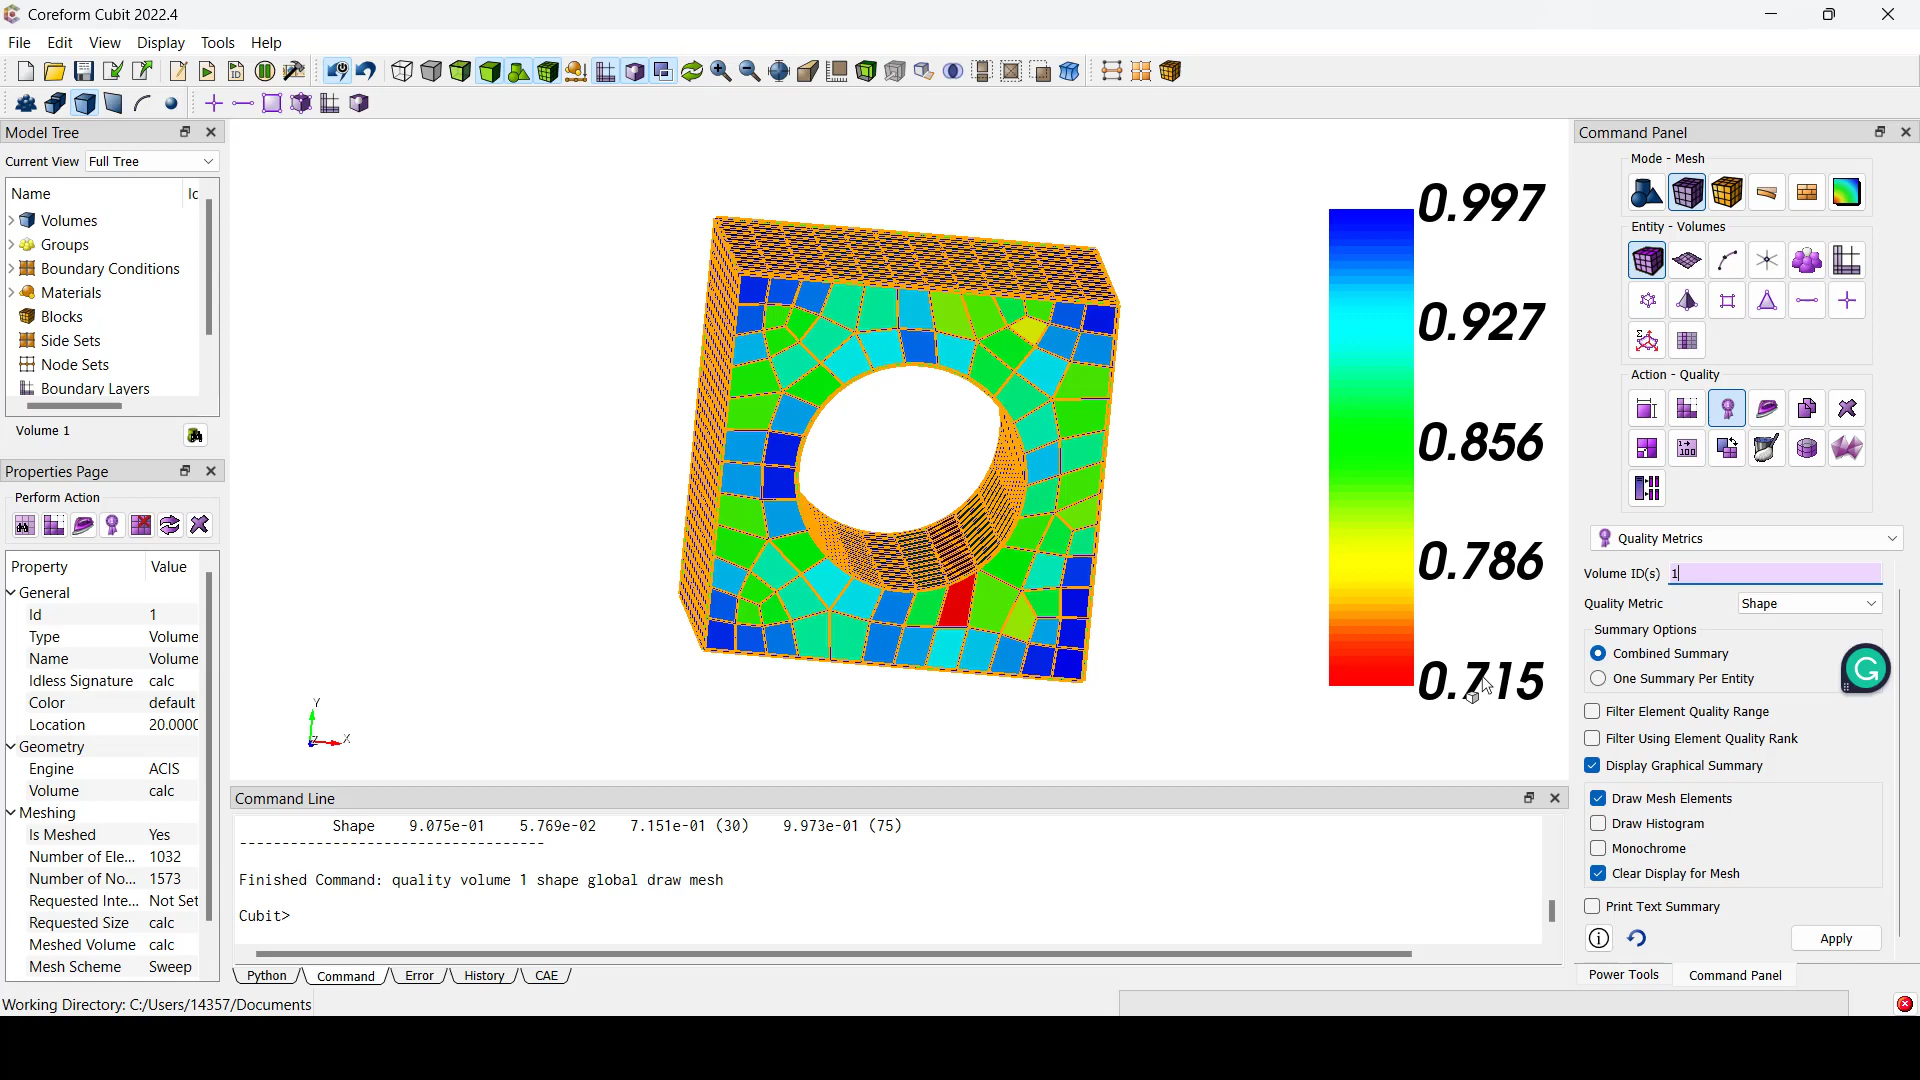 Coreform Cubit 2022.4
File Edit View Display Tools Help
Model Tree
Current View Full Tree
Name Ic
Volumes
Groups
Boundary Conditions
Materials
Blocks
Side Sets
Node Sets
Boundary Layers
Volume 1
Properties Page
Perform Action
Property Value
General
Id 1
Type Volume
Name Volume
Idless Signature calc
Color default
Location 20.0000
Geometry
Engine ACIS
Volume calc
Meshing
Is Meshed Yes
Number of Ele... 1032
Number of No... 1573
Requested Inte... Not Set
Requested Size calc
Meshed Volume calc
Mesh Scheme Sweep
0.997
0.927
0.856
0.786
0.715
Y
Z X
Command Line
Shape 9.075e-01 5.769e-02 7.151e-01 (30) 9.973e-01 (75)
----------------------------------
Finished Command: quality volume 1 shape global draw mesh
Cubit>
Python Command Error History CAE
Command Panel
Mode - Mesh
Entity - Volumes
Action - Quality
Quality Metrics
Volume ID(s) 1
Quality Metric Shape
Summary Options
Combined Summary
One Summary Per Entity
Filter Element Quality Range
Filter Using Element Quality Rank
Display Graphical Summary
Draw Mesh Elements
Draw Histogram
Monochrome
Clear Display for Mesh
Print Text Summary
Apply
Power Tools Command Panel
Working Directory: C:/Users/14357/Documents